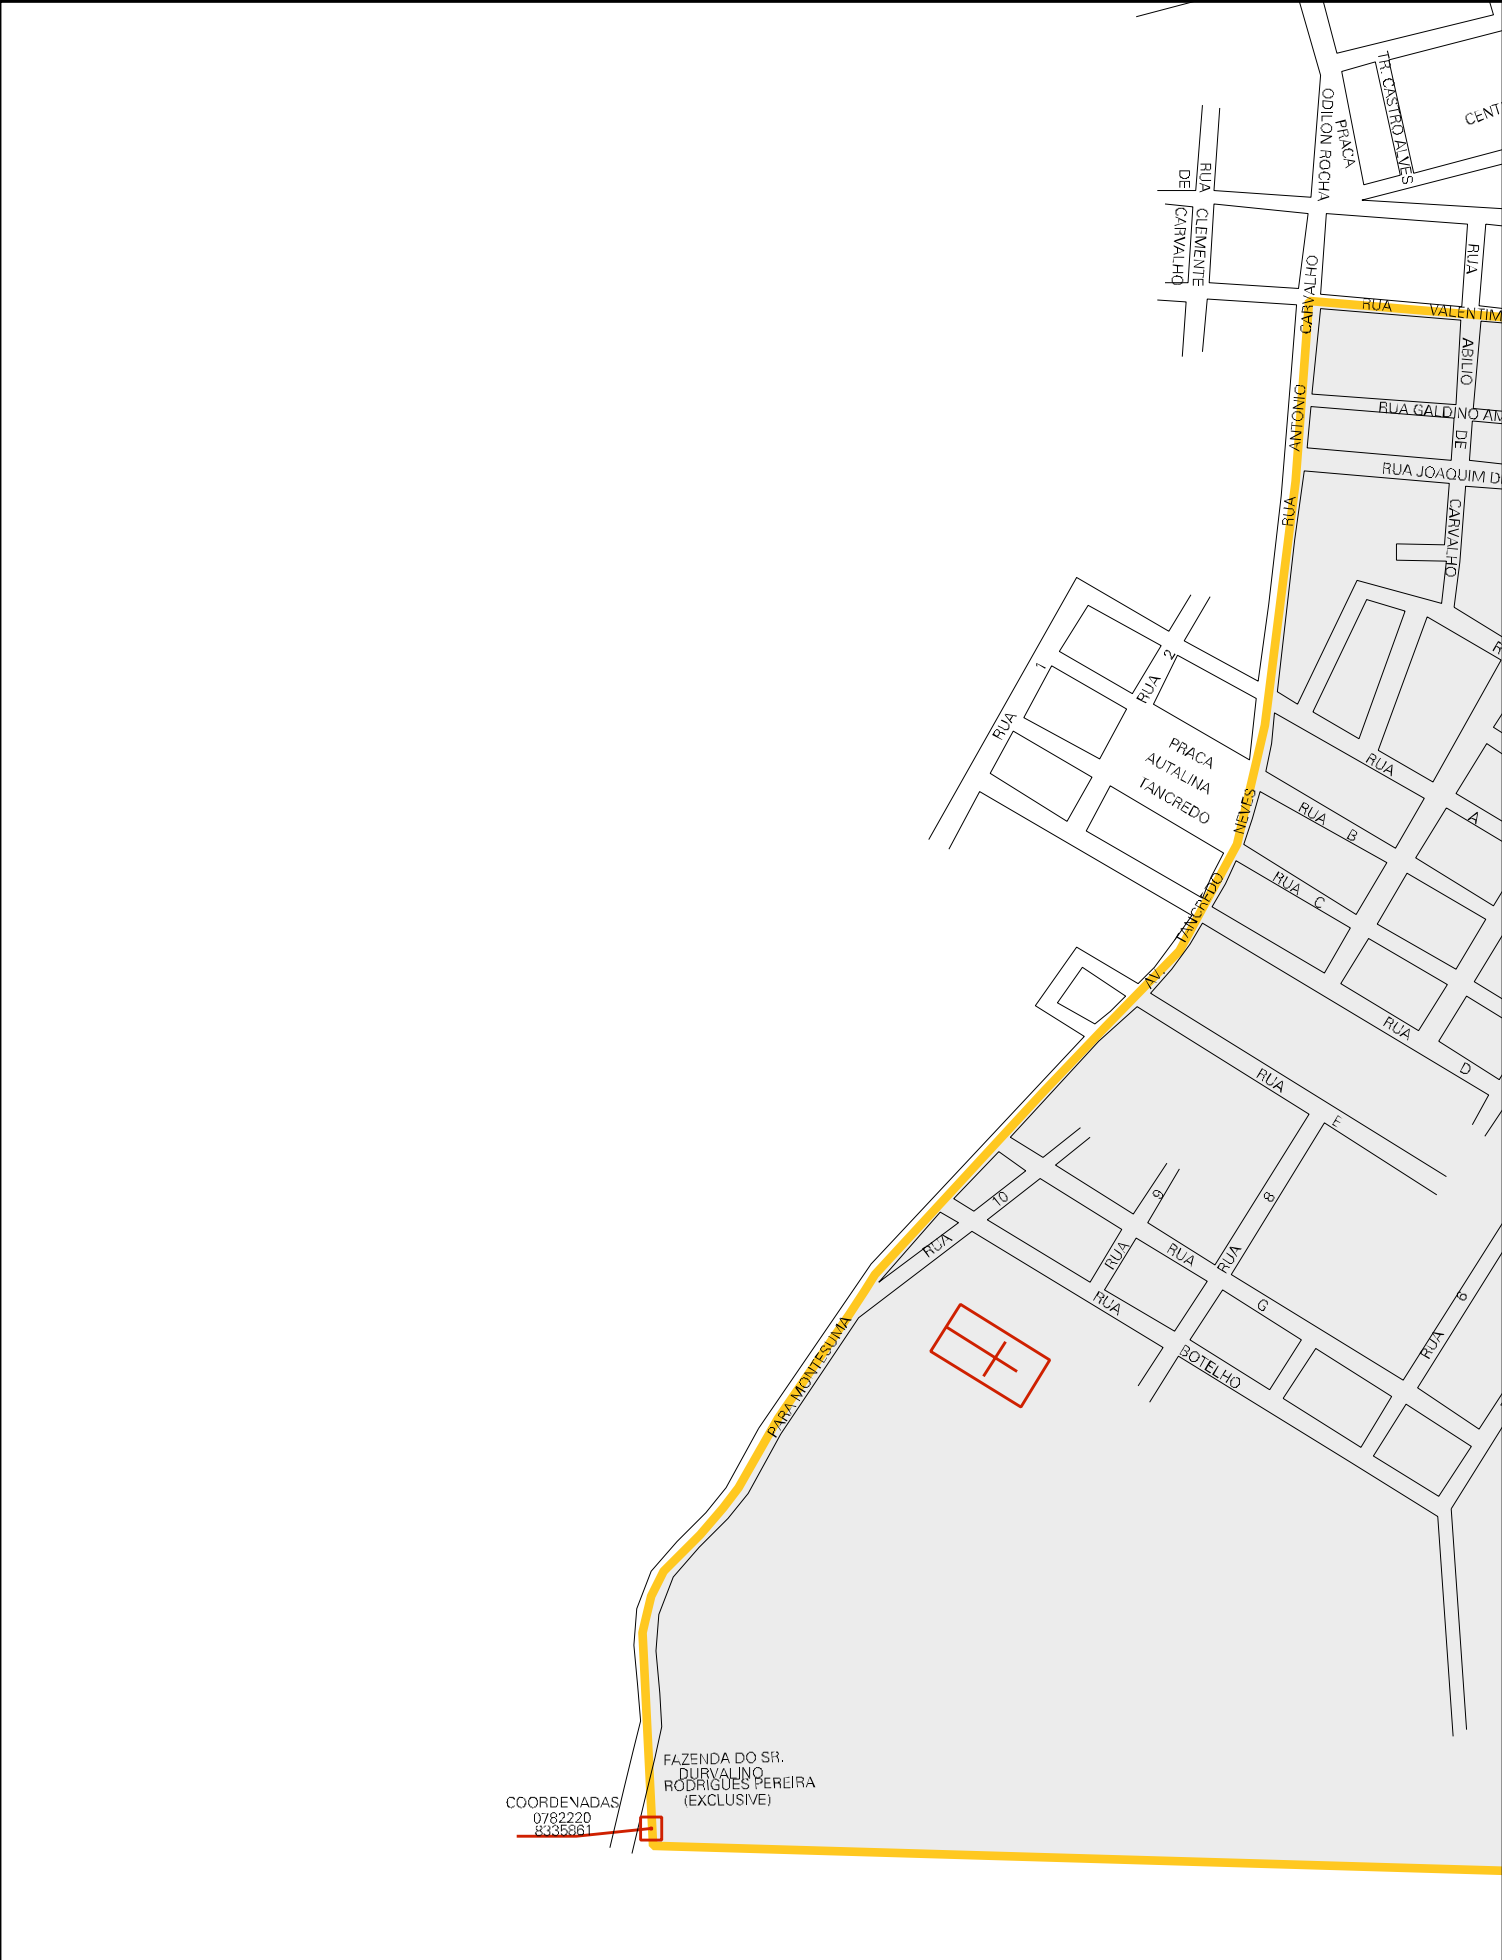 TR. CASTRO ALVES
CENT
ODILON ROCHA
PRACA
RUA CLEMENTE
DE CARVALHO
RUA ABILIO DE CARVALHO
RUA VALENTIM
RUA ANTONIO CARVALHO
RUA GALDINO AM
RUA JOAQUIM D
R
RUA 1
RUA 2
PRACA
AUTALINA
TANCREDO
RUA A
RUA B
RUA C
AV. TANCREDO NEVES
RUA D
RUA E
RUA 10
RUA 9
RUA 8
RUA G
RUA 6
RUA BOTELHO
PARA MONTESUMA
FAZENDA DO SR.
DURVALINO
RODRIGUES PEREIRA
(EXCLUSIVE)
COORDENADAS
0782220
8335861